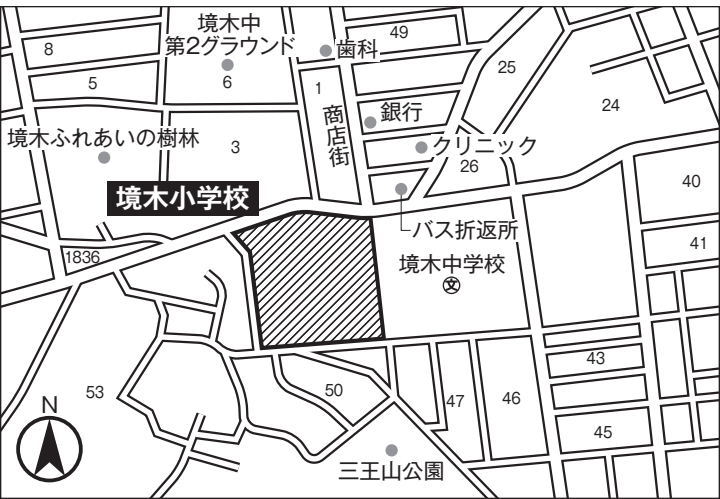 境木中
第2グラウンド
歯科
49
8
5
6
1
25
24
商店街
銀行
境木ふれあいの樹林
3
クリニック
26
境木小学校
40
バス折返所
41
1836
境木中学校
文
43
53
50
47
46
45
N
三王山公園